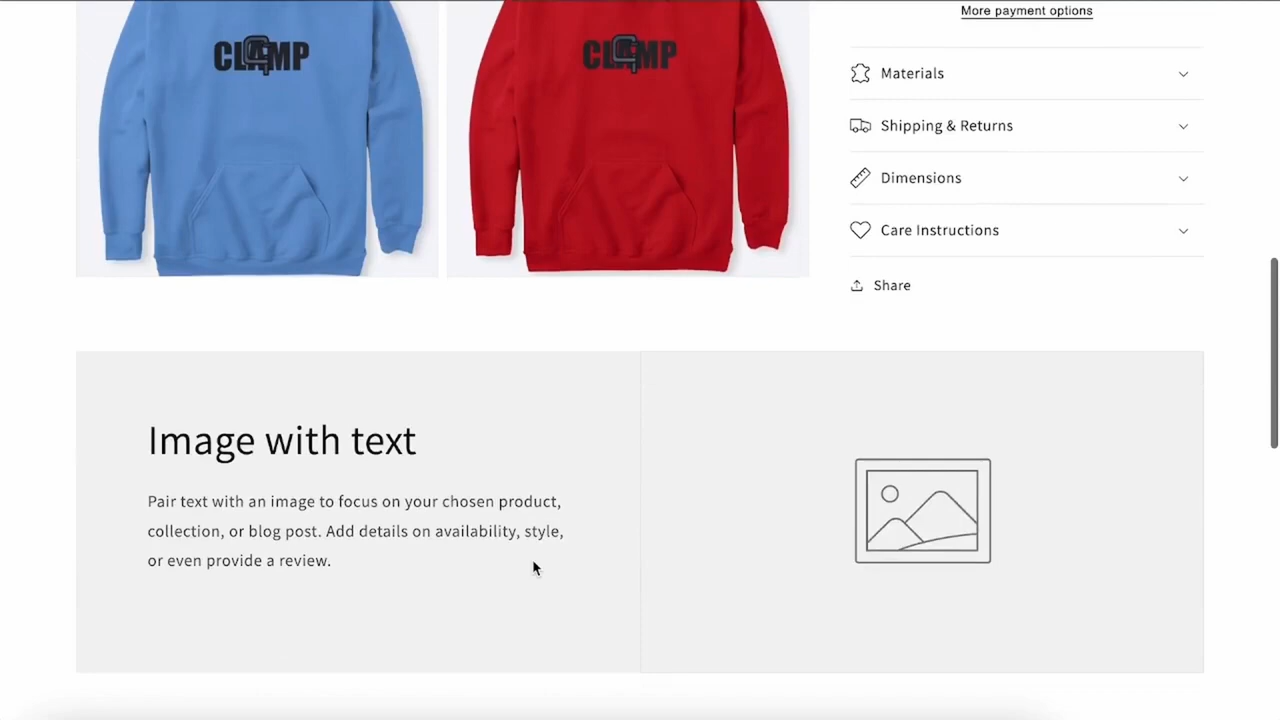 CLAMP
CLAMP
More payment options
Materials
Shipping & Returns
Dimensions
Care Instructions
Share
Image with text
Pair text with an image to focus on your chosen product,
collection, or blog post. Add details on availability, style,
or even provide a review.